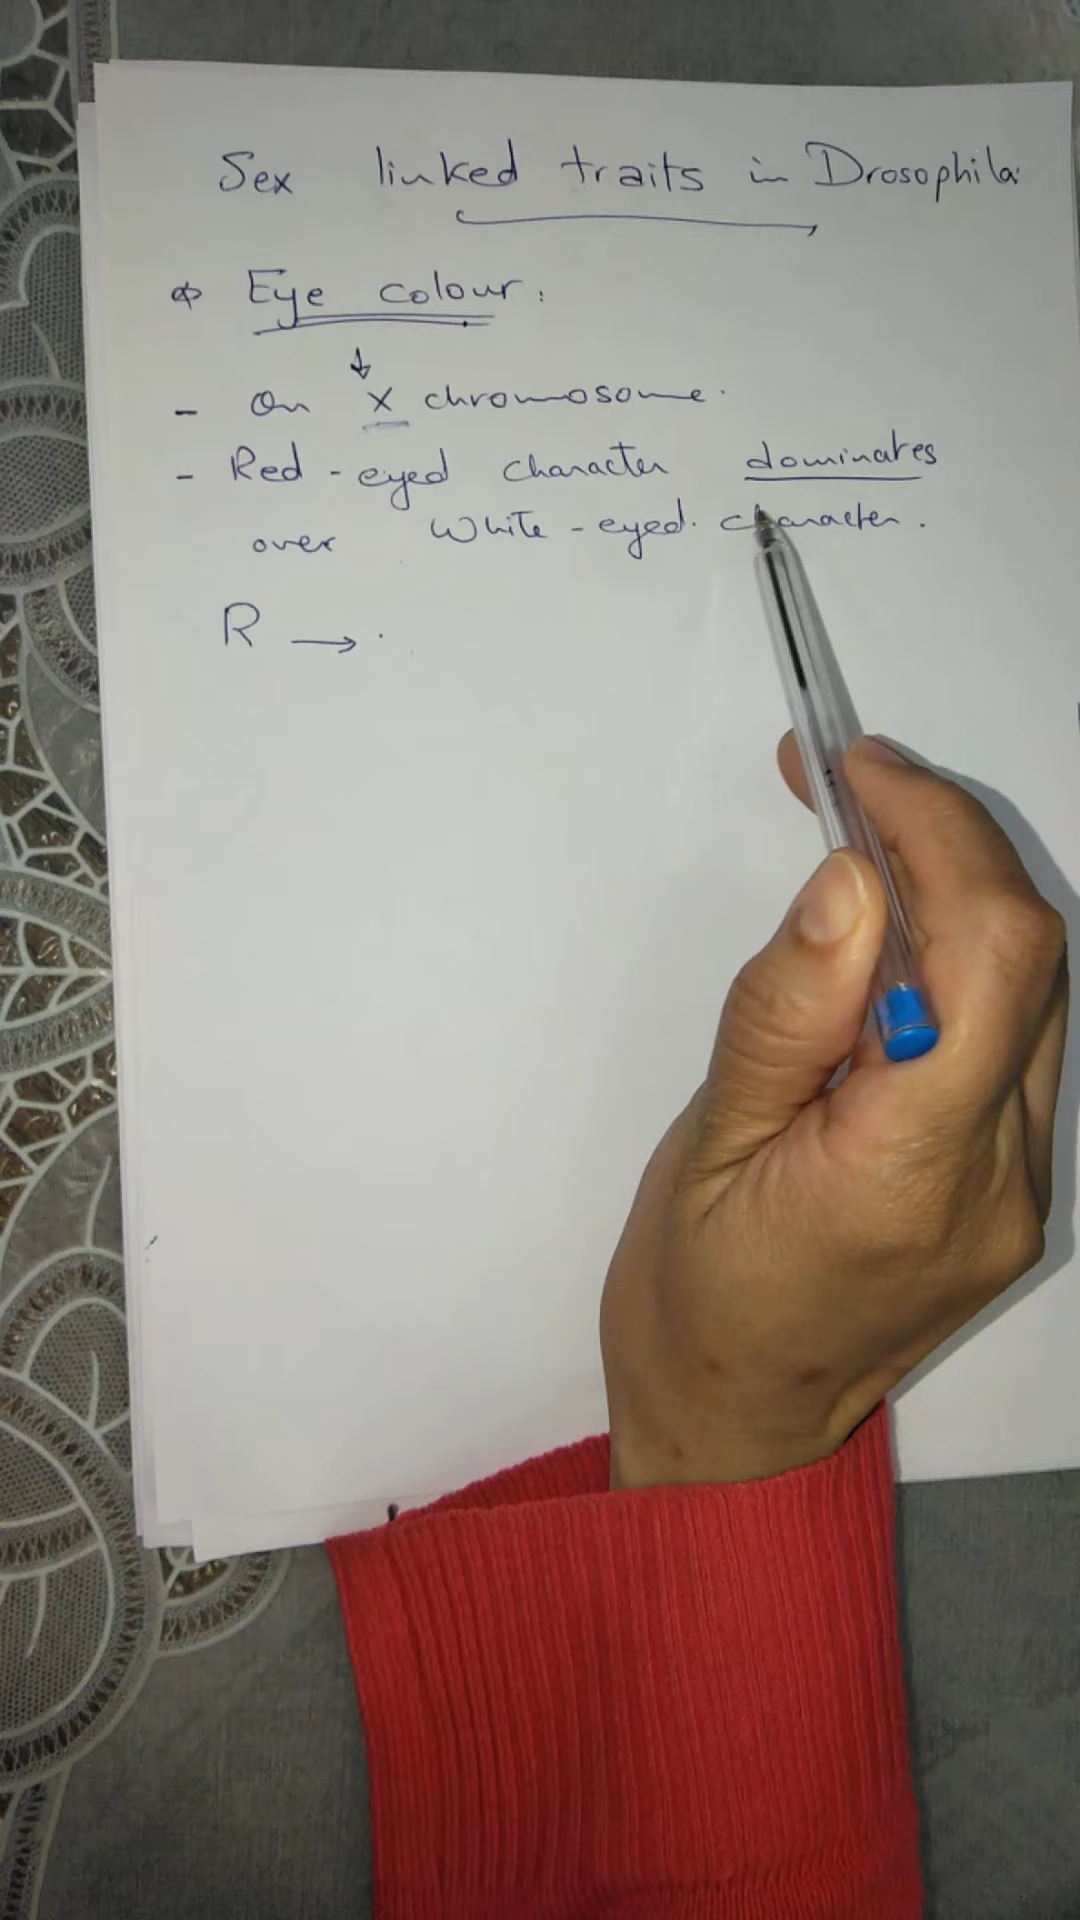 Sex linked traits in Drosophila
Eye colour:
↓
- On X chromosome.
- Red-eyed character dominates
over White-eyed character.
R →